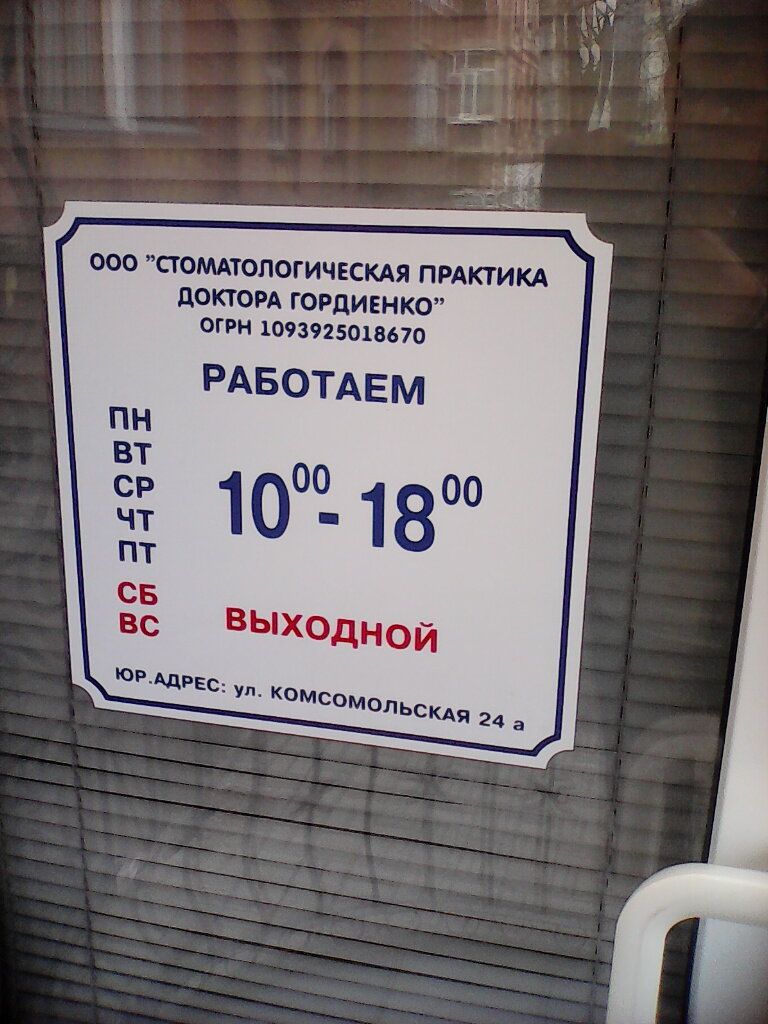 ООО "СТОМАТОЛОГИЧЕСКАЯ ПРАКТИКА
ДОКТОРА ГОРДИЕНКО"
ОГРН 1093925018670
РАБОТАЕМ
ПН
ВТ
СР
ЧТ
ПТ
10⁰⁰ - 18⁰⁰
СБ
ВС
ВЫХОДНОЙ
ЮР.АДРЕС: ул. КОМСОМОЛЬСКАЯ 24 а